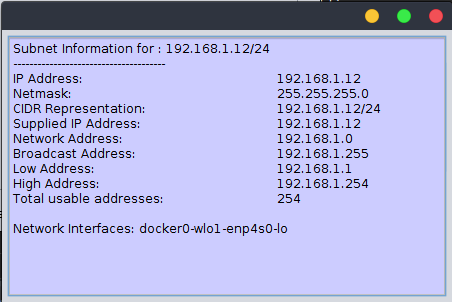 Subnet Information for : 192.168.1.12/24
--------------------------------------
IP Address: 192.168.1.12
Netmask: 255.255.255.0
CIDR Representation: 192.168.1.12/24
Supplied IP Address: 192.168.1.12
Network Address: 192.168.1.0
Broadcast Address: 192.168.1.255
Low Address: 192.168.1.1
High Address: 192.168.1.254
Total usable addresses: 254
Network Interfaces: docker0-wlo1-enp4s0-lo